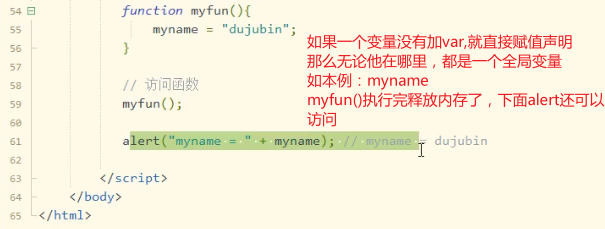 54 function myfun(){
55 myname = "dujubin";
56 }
57
58 // 访问函数
59 myfun();
60
61 alert("myname = " + myname); // myname = dujubin
62
63 </script>
64 </body>
65 </html>
如果一个变量没有加var,就直接赋值声明
那么无论他在哪里，都是一个全局变量
如本例：myname
myfun()执行完释放内存了，下面alert还可以
访问